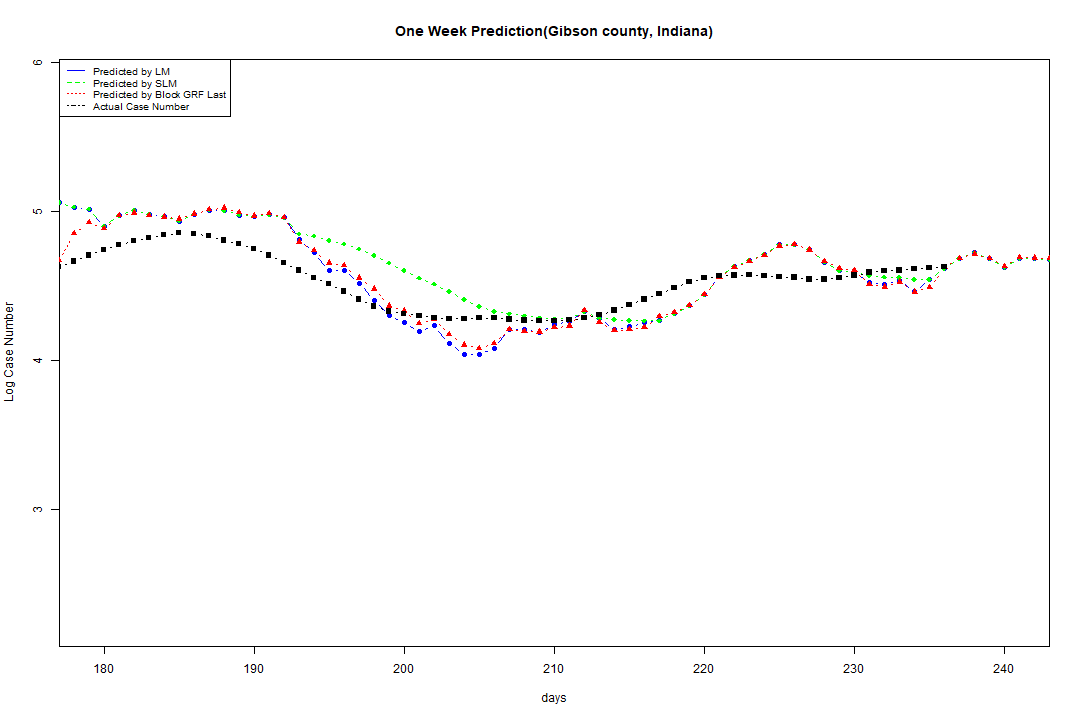 One Week Prediction(Gibson county, Indiana)
Predicted by LM
Predicted by SLM
Predicted by Block GRF Last
Actual Case Number
6
5
4
3
Log Case Number
180 190 200 210 220 230 240
days